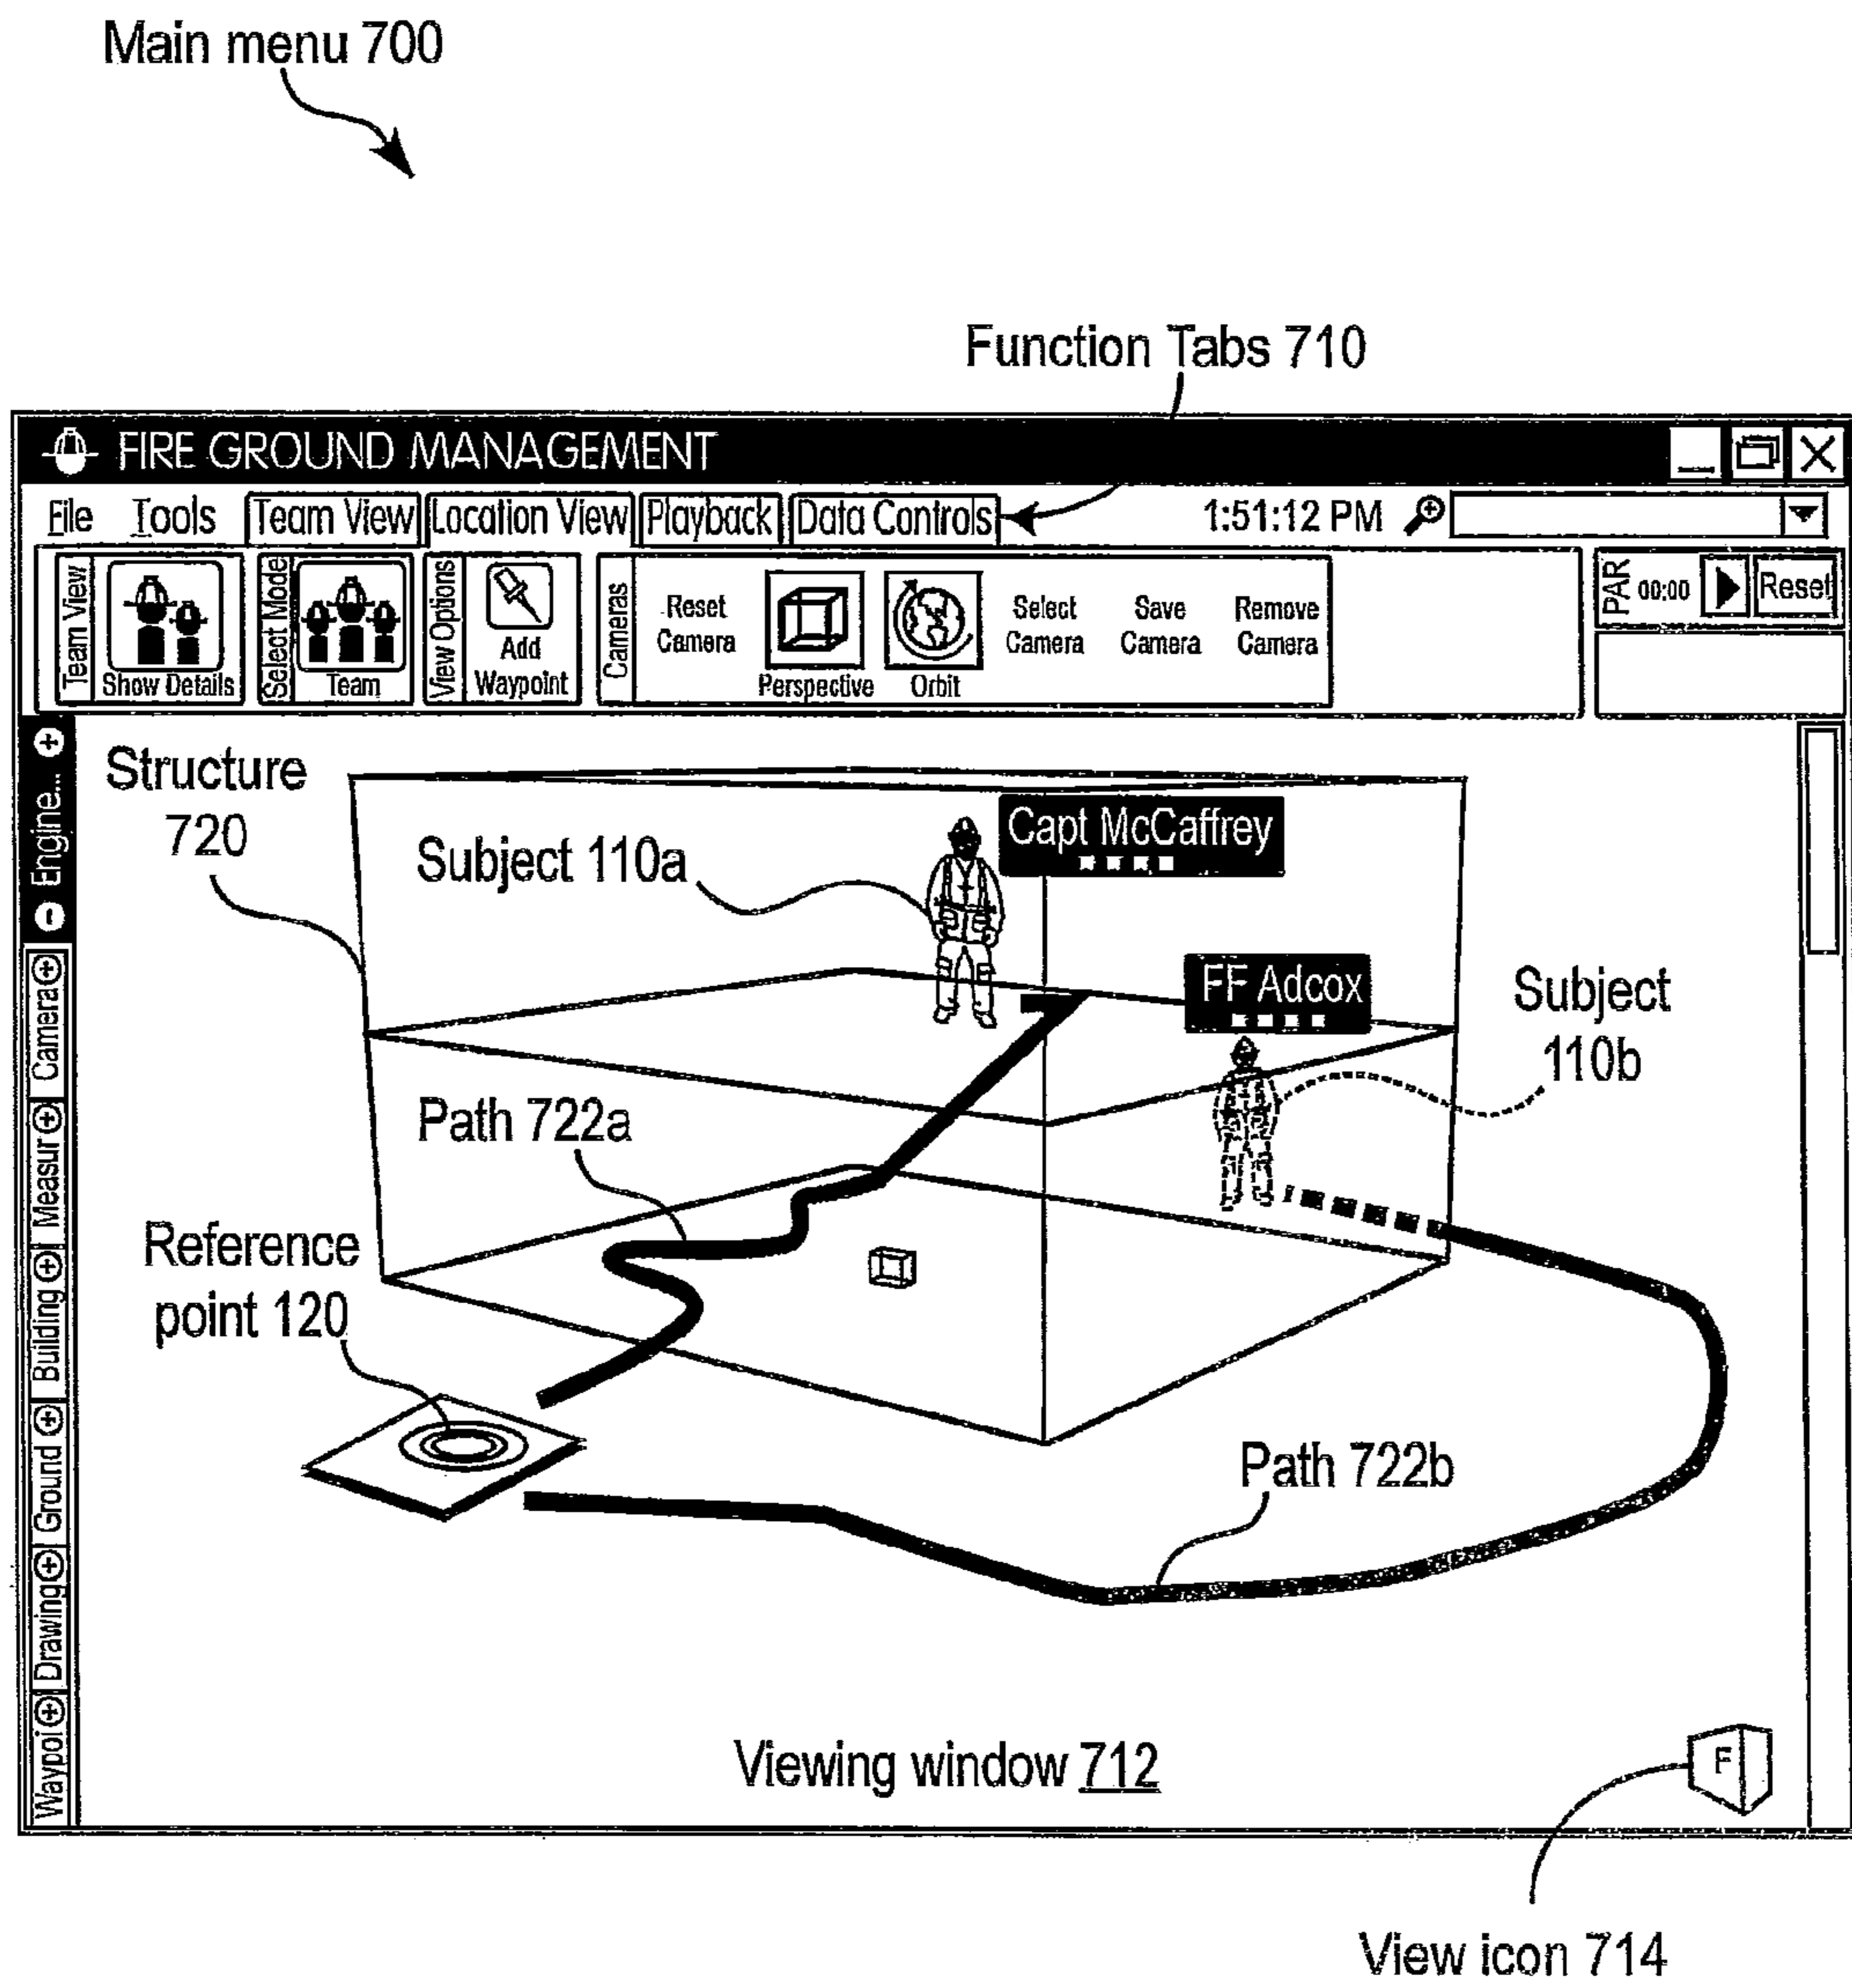 Main menu 700
Function Tabs 710
FIRE GROUND MANAGEMENT
File Tools Team View Location View Playback Data Controls 1:51:12 PM
Team View
Show Details
Select Mode
Team
View Options
Add
Waypoint
Cameras
Reset
Camera
Perspective
Orbit
Select
Camera
Save
Camera
Remove
Camera
PAR 00:00 Reset
Engine...
Camera
Measur
Building
Ground
Drawing
Waypoi
Structure
720
Subject 110a
Capt McCaffrey
FF Adcox
Subject
110b
Path 722a
Reference
point 120
Path 722b
Viewing window 712
F
View icon 714